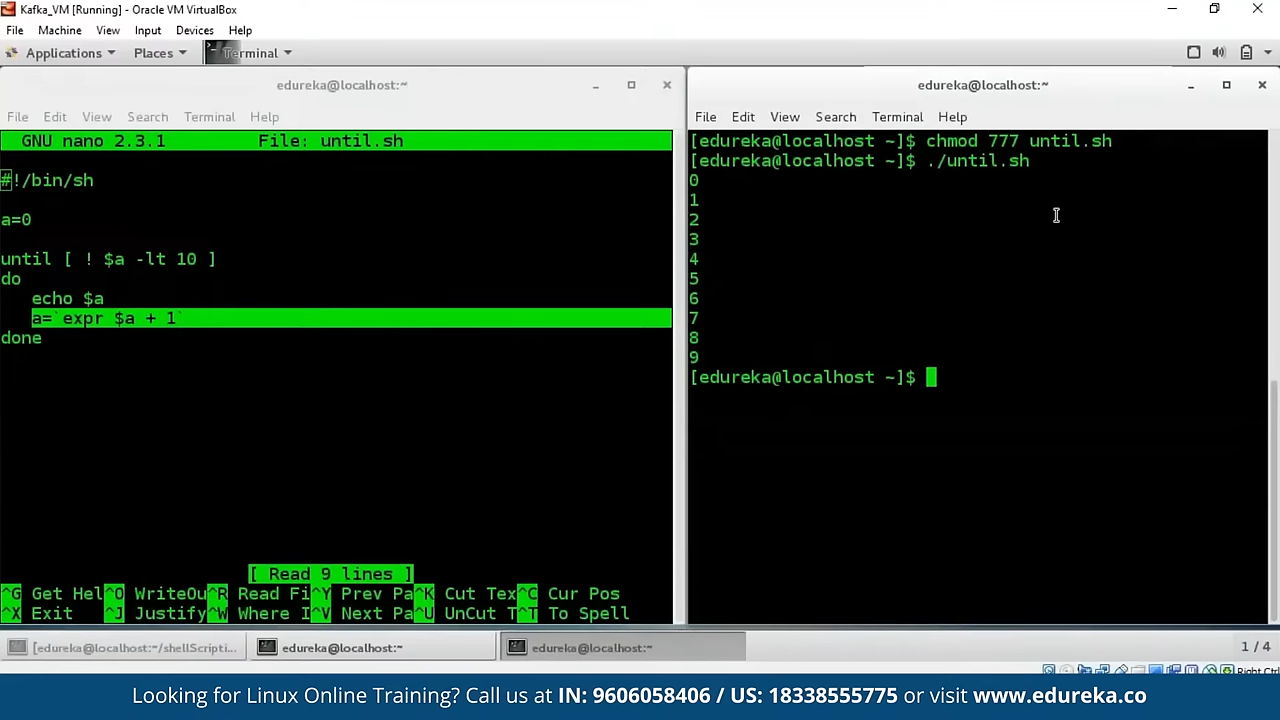 Kafka_VM [Running] - Oracle VM VirtualBox
File Machine View Input Devices Help
Applications Places Terminal
edureka@localhost:~
File Edit View Search Terminal Help
GNU nano 2.3.1 File: until.sh
#!/bin/sh
a=0
until [ ! $a -lt 10 ]
do
echo $a
a=`expr $a + 1`
done
[ Read 9 lines ]
^G Get Hel^O WriteOu^R Read Fi^Y Prev Pa^K Cut Tex^C Cur Pos
^X Exit ^J Justify^W Where I^V Next Pa^U UnCut T^T To Spell
edureka@localhost:~
File Edit View Search Terminal Help
[edureka@localhost ~]$ chmod 777 until.sh
[edureka@localhost ~]$ ./until.sh
0
1
2
3
4
5
6
7
8
9
[edureka@localhost ~]$
[edureka@localhost:~/shellScripti... edureka@localhost:~ edureka@localhost:~ 1 / 4
Right Ctrl
Looking for Linux Online Training? Call us at IN: 9606058406 / US: 18338555775 or visit www.edureka.co